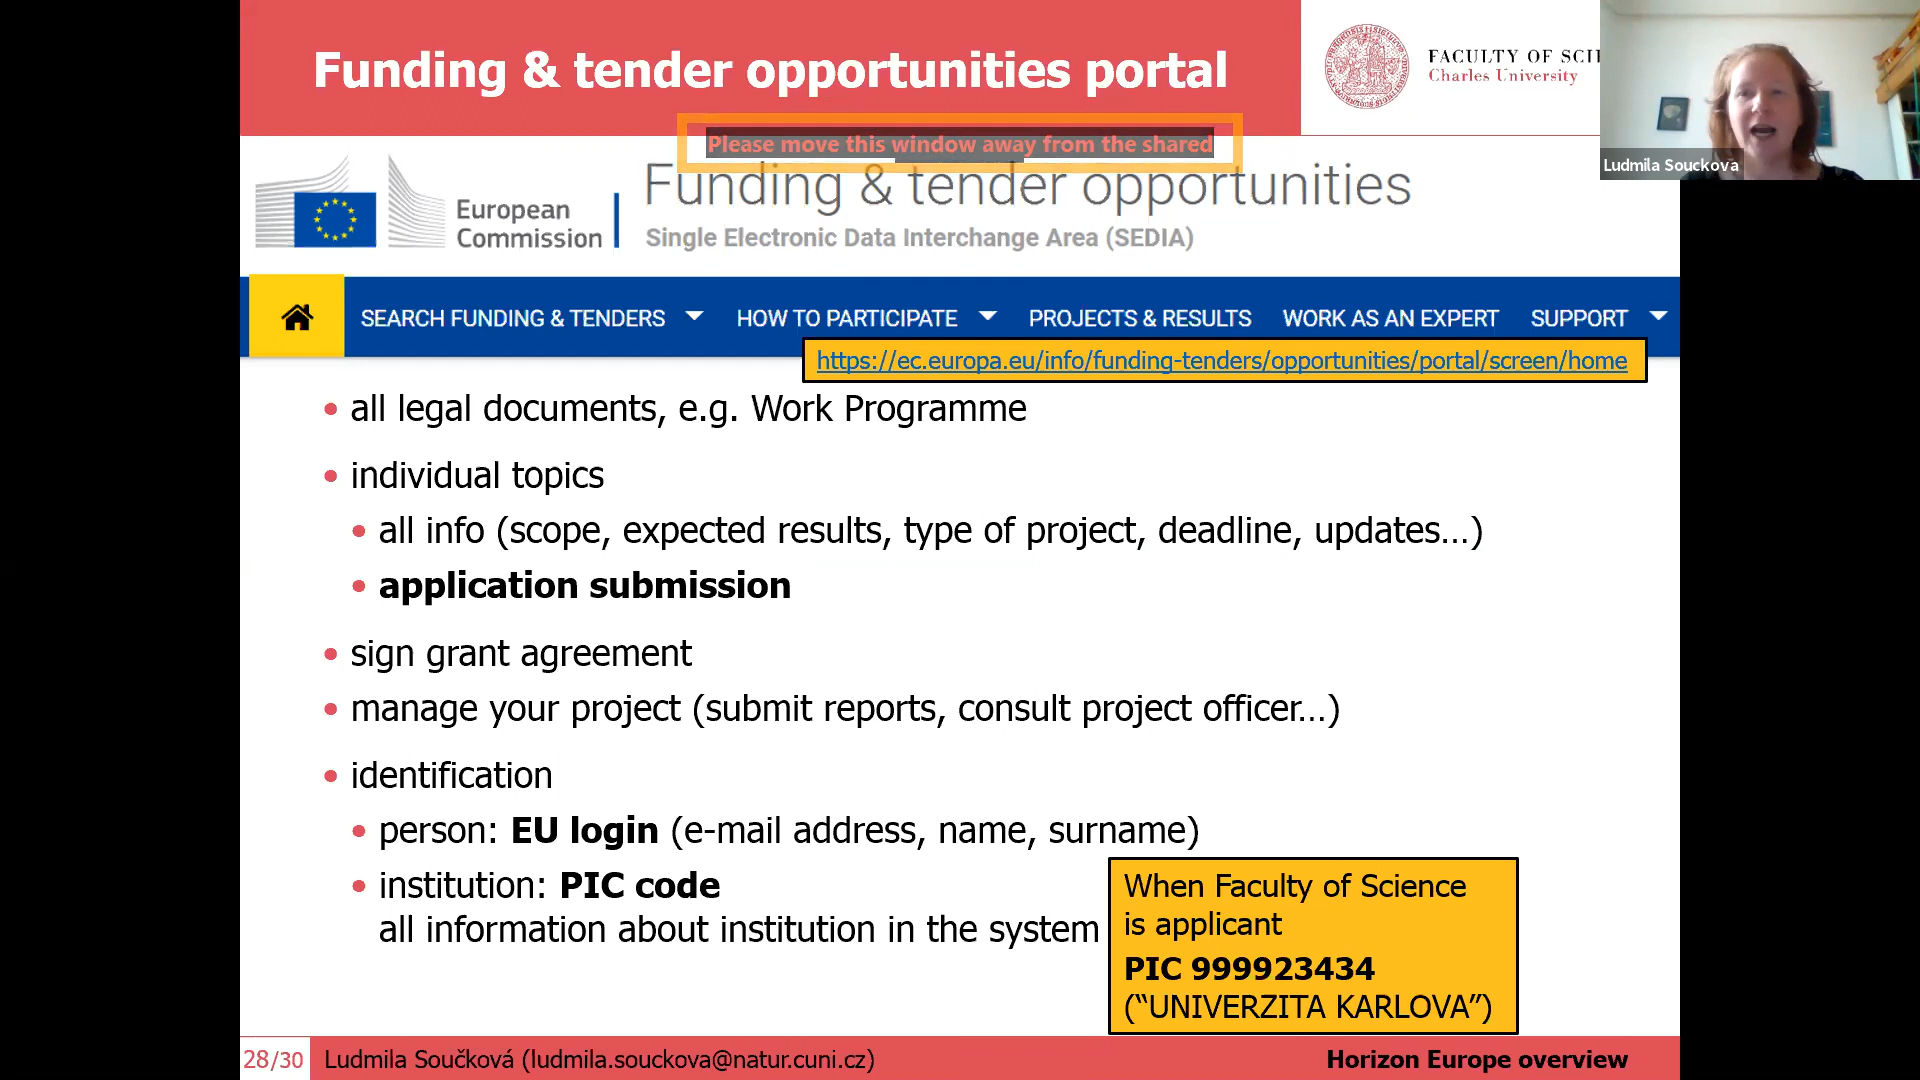 Funding & tender opportunities portal
FACULTY OF
Charles University
Ludmila Souckova
Please move this window away from the shared
European
Commission
Funding & tender opportunities
Single Electronic Data Interchange Area (SEDIA)
SEARCH FUNDING & TENDERS
HOW TO PARTICIPATE
PROJECTS & RESULTS
WORK AS AN EXPERT
SUPPORT
https://ec.europa.eu/info/funding-tenders/opportunities/portal/screen/home
• all legal documents, e.g. Work Programme
• individual topics
• all info (scope, expected results, type of project, deadline, updates…)
• application submission
• sign grant agreement
• manage your project (submit reports, consult project officer…)
• identification
• person: EU login (e-mail address, name, surname)
• institution: PIC code
all information about institution in the system
When Faculty of Science
is applicant
PIC 999923434
(“UNIVERZITA KARLOVA”)
28/30
Ludmila Součková (ludmila.souckova@natur.cuni.cz)
Horizon Europe overview